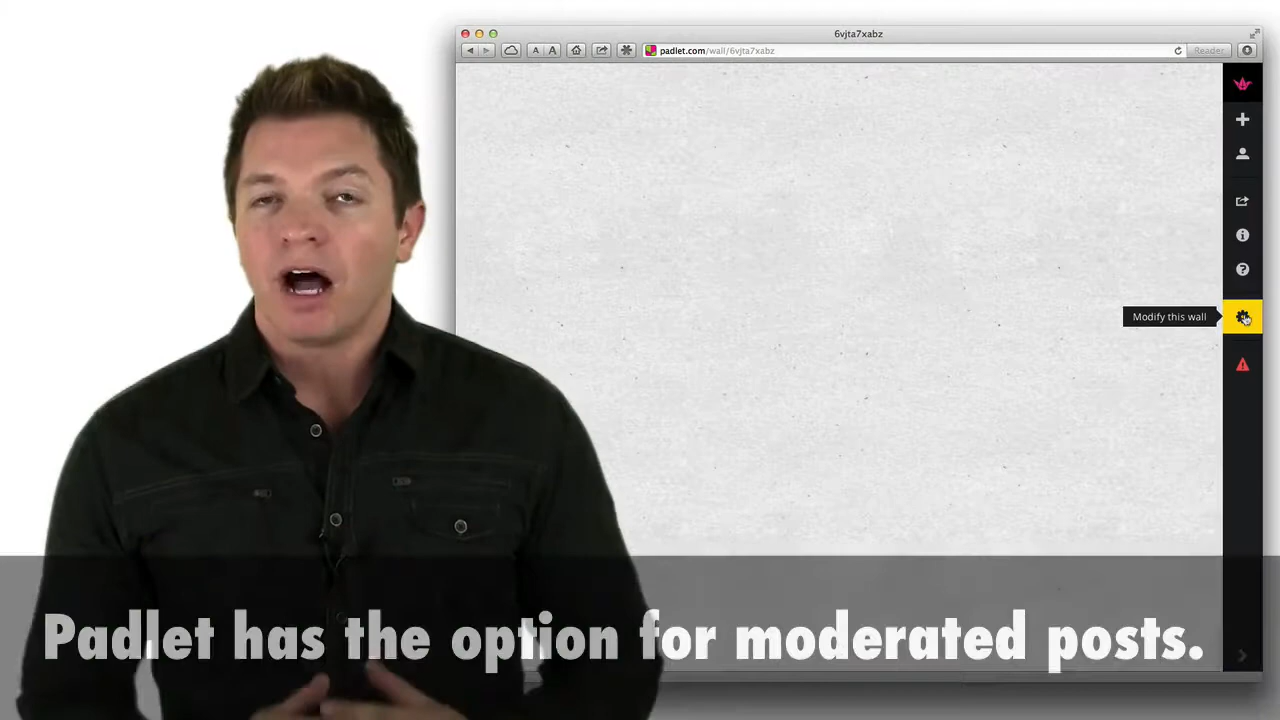 6vjta7xabz
A A
padlet.com/wall/6vjta7xabz
Reader
Modify this wall
Padlet has the option for moderated posts.